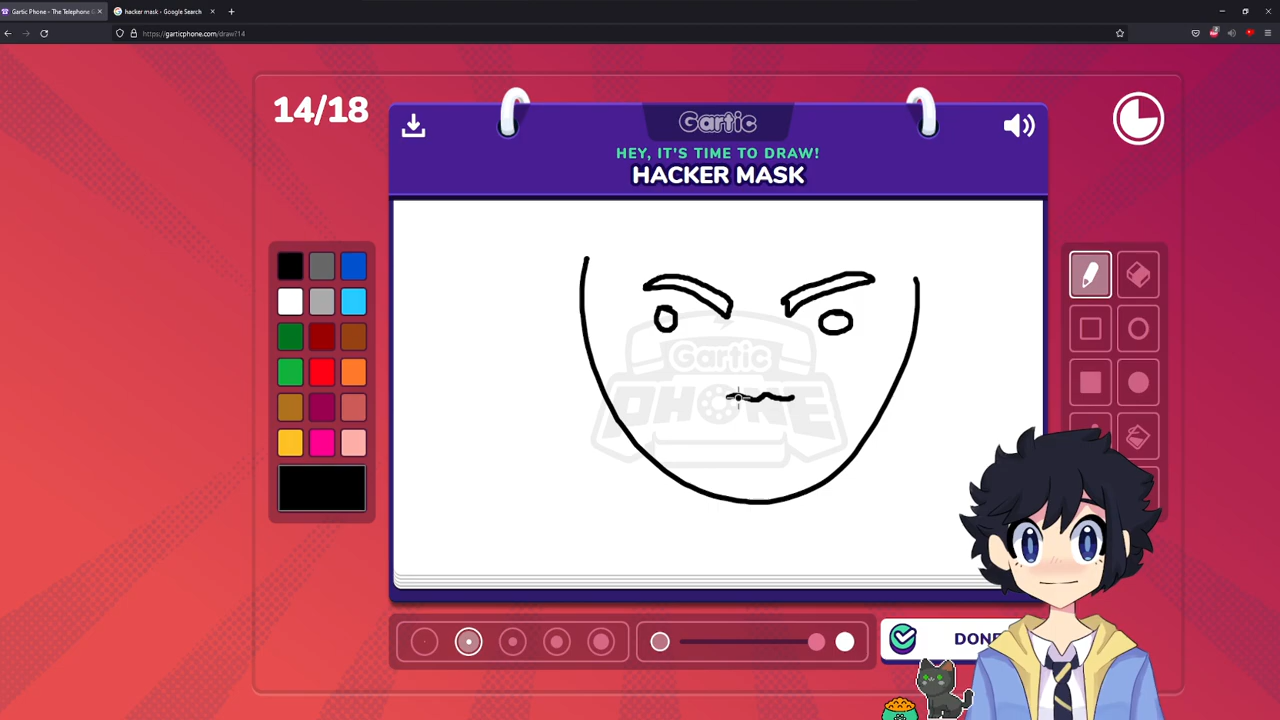 Gartic Phone - The Telephone G
hacker mask - Google Search
https://garticphone.com/draw?14
14/18
Gartic
HEY, IT'S TIME TO DRAW!
HACKER MASK
Gartic
PHONE
DONE